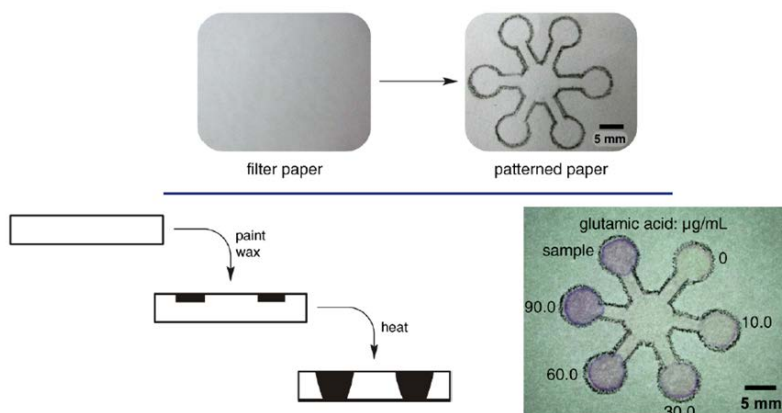 5 mm
filter paper
patterned paper
paint
wax
heat
glutamic acid: µg/mL
sample
0
90.0
10.0
60.0
30.0
5 mm